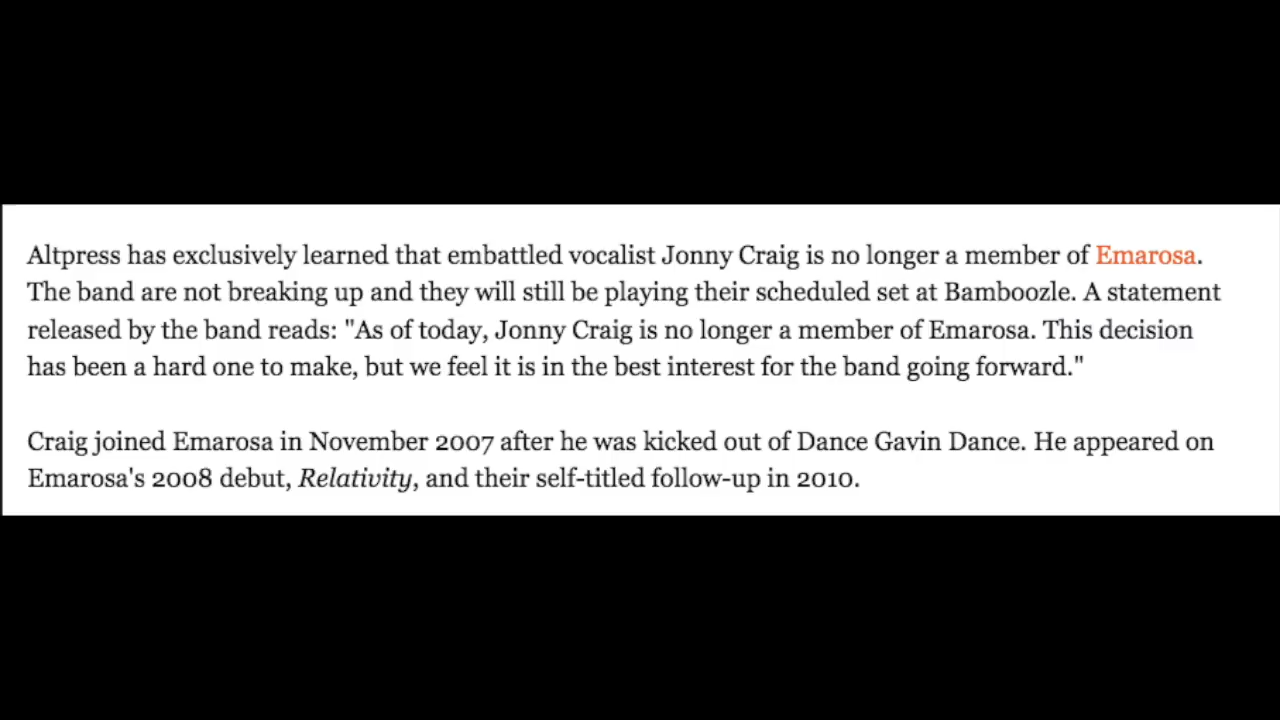 Altpress has exclusively learned that embattled vocalist Jonny Craig is no longer a member of Emarosa.
The band are not breaking up and they will still be playing their scheduled set at Bamboozle. A statement
released by the band reads: "As of today, Jonny Craig is no longer a member of Emarosa. This decision
has been a hard one to make, but we feel it is in the best interest for the band going forward."
Craig joined Emarosa in November 2007 after he was kicked out of Dance Gavin Dance. He appeared on
Emarosa's 2008 debut, Relativity, and their self-titled follow-up in 2010.